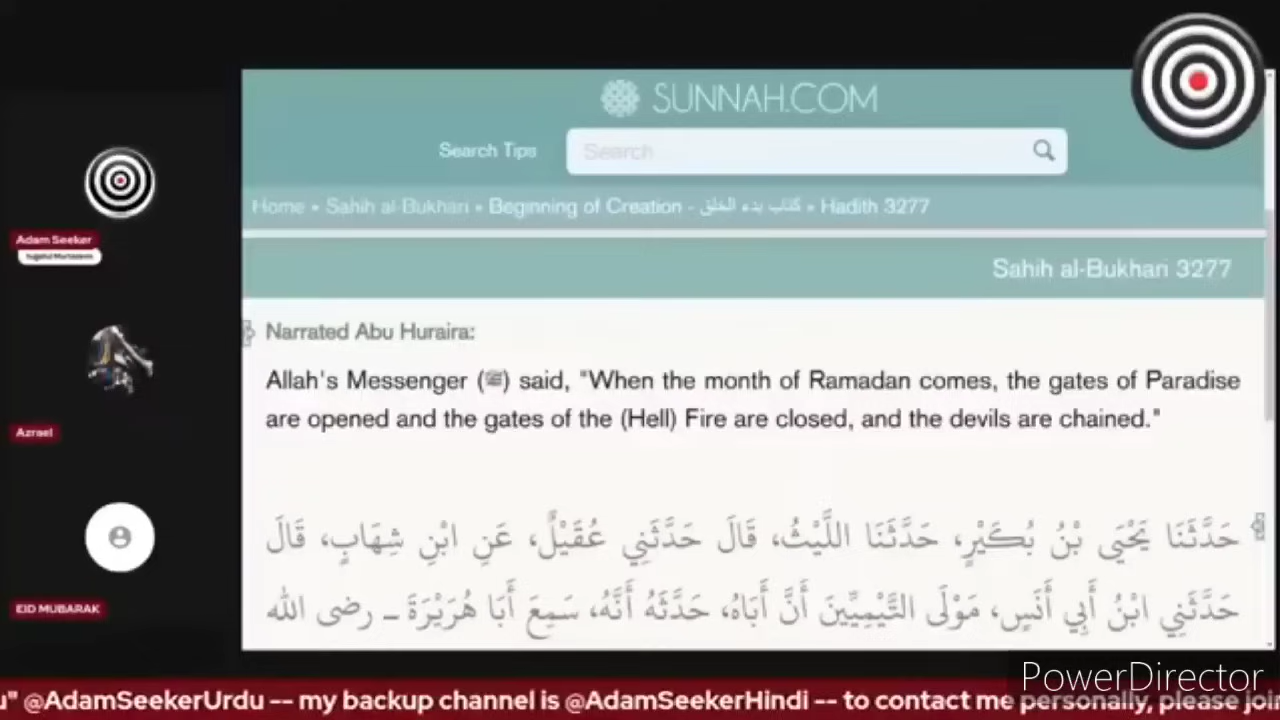 SUNNAH.COM
Search Tips
Search
Home • Sahih al-Bukhari • Beginning of Creation - كتاب بدء الخلق • Hadith 3277
Sahih al-Bukhari 3277
Narrated Abu Huraira:
Allah's Messenger (ﷺ) said, "When the month of Ramadan comes, the gates of Paradise
are opened and the gates of the (Hell) Fire are closed, and the devils are chained."
حَدَّثَنَا يَحْيَى بْنُ بُكَيْرٍ، حَدَّثَنَا اللَّيْثُ، قَالَ حَدَّثَنِي عُقَيْلٌ، عَنِ ابْنِ شِهَابٍ، قَالَ
حَدَّثَنِي ابْنُ أَبِي أَنَسٍ، مَوْلَى التَّيْمِيِّينَ أَنَّ أَبَاهُ، حَدَّثَهُ أَنَّهُ، سَمِعَ أَبَا هُرَيْرَةَ ـ رضى الله
Adam Seeker
Azrael
EID MUBARAK
PowerDirector
u" @AdamSeekerUrdu -- my backup channel is @AdamSeekerHindi -- to contact me personally, please joi